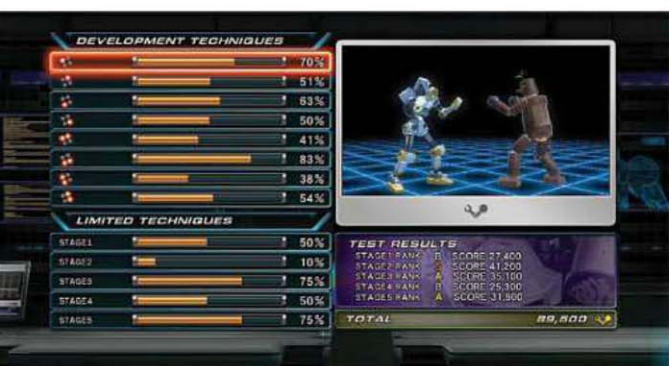 DEVELOPMENT TECHNIQUES
70%
51%
63%
50%
41%
83%
38%
54%
LIMITED TECHNIQUES
STAGE1 50%
STAGE2 10%
STAGE3 75%
STAGE4 50%
STAGE5 75%
TEST RESULTS
STAGE1 RANK B SCORE 27,400
STAGE2 RANK SCORE 41,200
STAGE3 RANK A SCORE 35,100
STAGE4 RANK B SCORE 25,300
STAGE5 RANK A SCORE 31,900
TOTAL 89,500